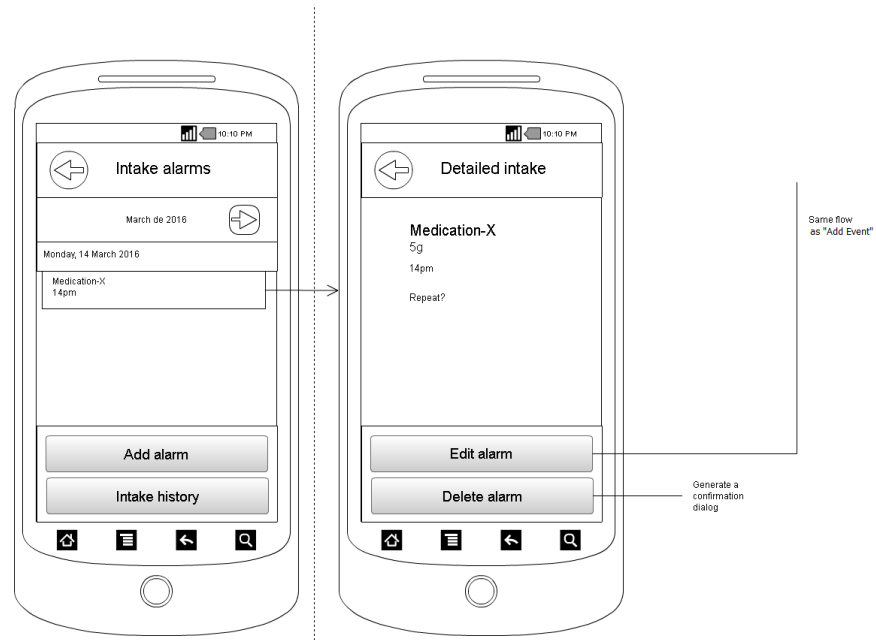 10:10 PM
Intake alarms
March de 2016
Monday, 14 March 2016
Medication-X
14pm
Add alarm
Intake history
10:10 PM
Detailed intake
Medication-X
5g
14pm
Repeat?
Edit alarm
Delete alarm
Same flow
as "Add Event"
Generate a
confirmation
dialog